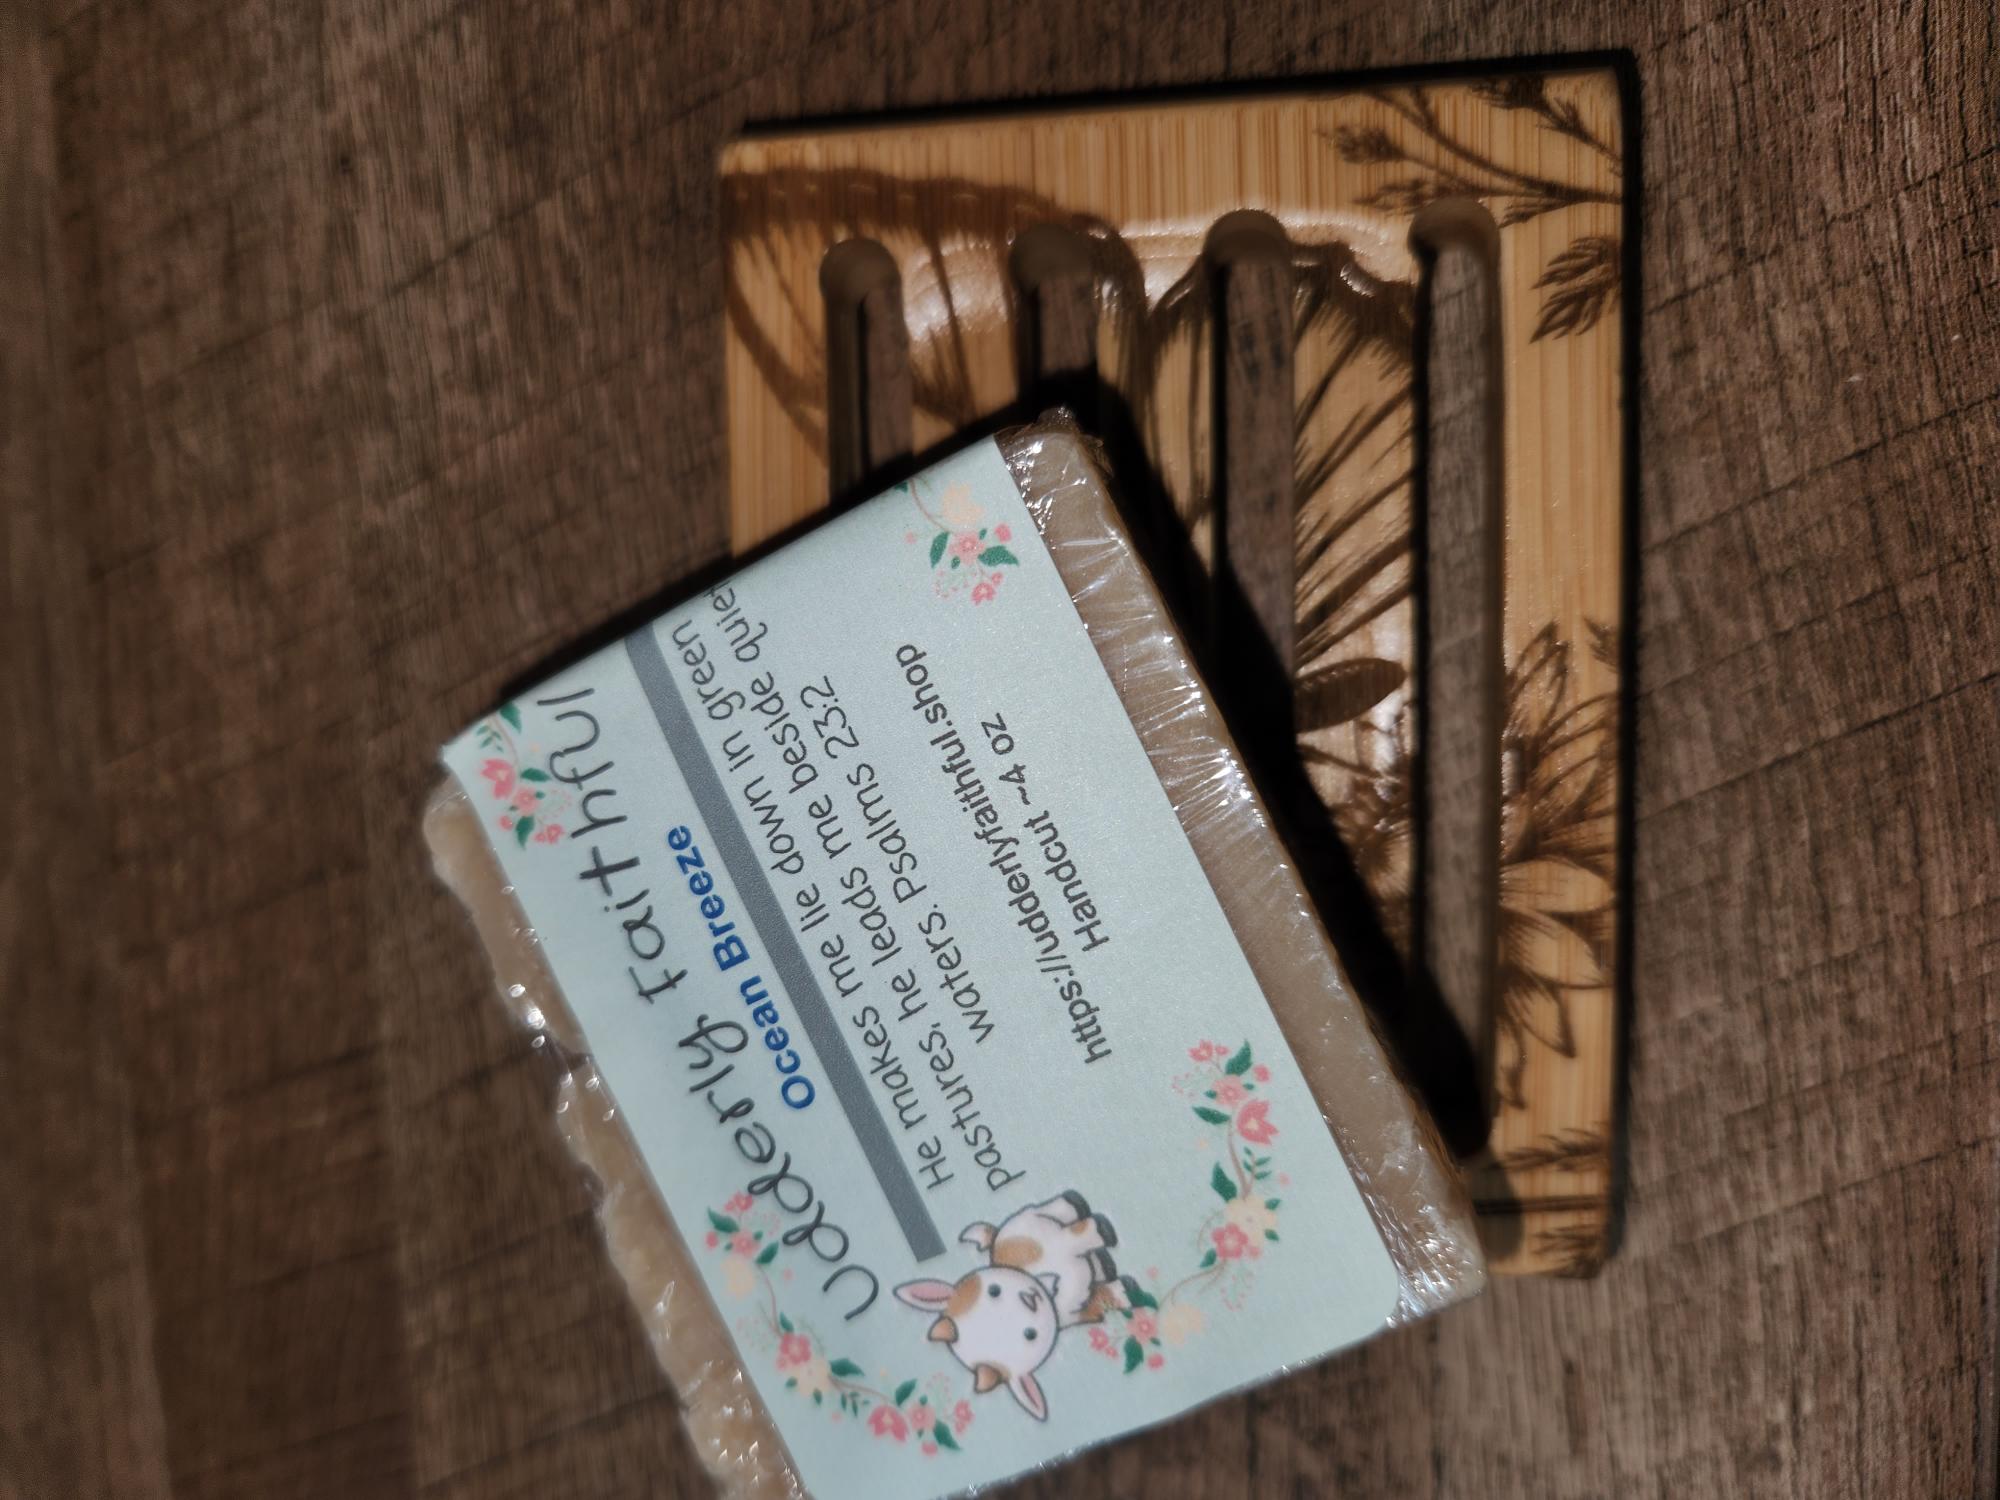 Udderly Faithful
Ocean Breeze
He makes me lie down in green
pastures, he leads me beside quiet
waters. Psalms 23:2
https://udderlyfaithful.shop
Handcut ~4 oz